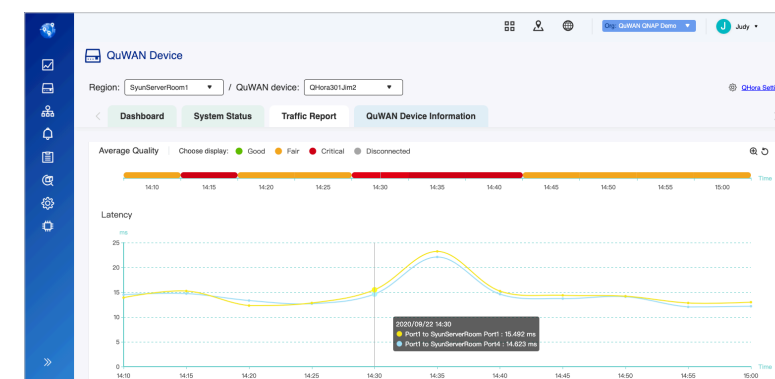 Org: QuWAN QNAP Demo
J Judy
QuWAN Device
Region: SyunServerRoom1 / QuWAN device: QHora301Jim2
QHora Setti
Dashboard System Status Traffic Report QuWAN Device Information
Average Quality Choose display: Good Fair Critical Disconnected
Time
14:10 14:15 14:20 14:25 14:30 14:35 14:40 14:45 14:50 14:55 15:00
Latency
ms
25
20
15
10
2020/09/22 14:30
Port1 to SyunServerRoom Port1 : 15.492 ms
5
Port1 to SyunServerRoom Port4 : 14.623 ms
0
Time
14:10 14:15 14:20 14:25 14:30 14:35 14:40 14:45 14:50 14:55 15:00